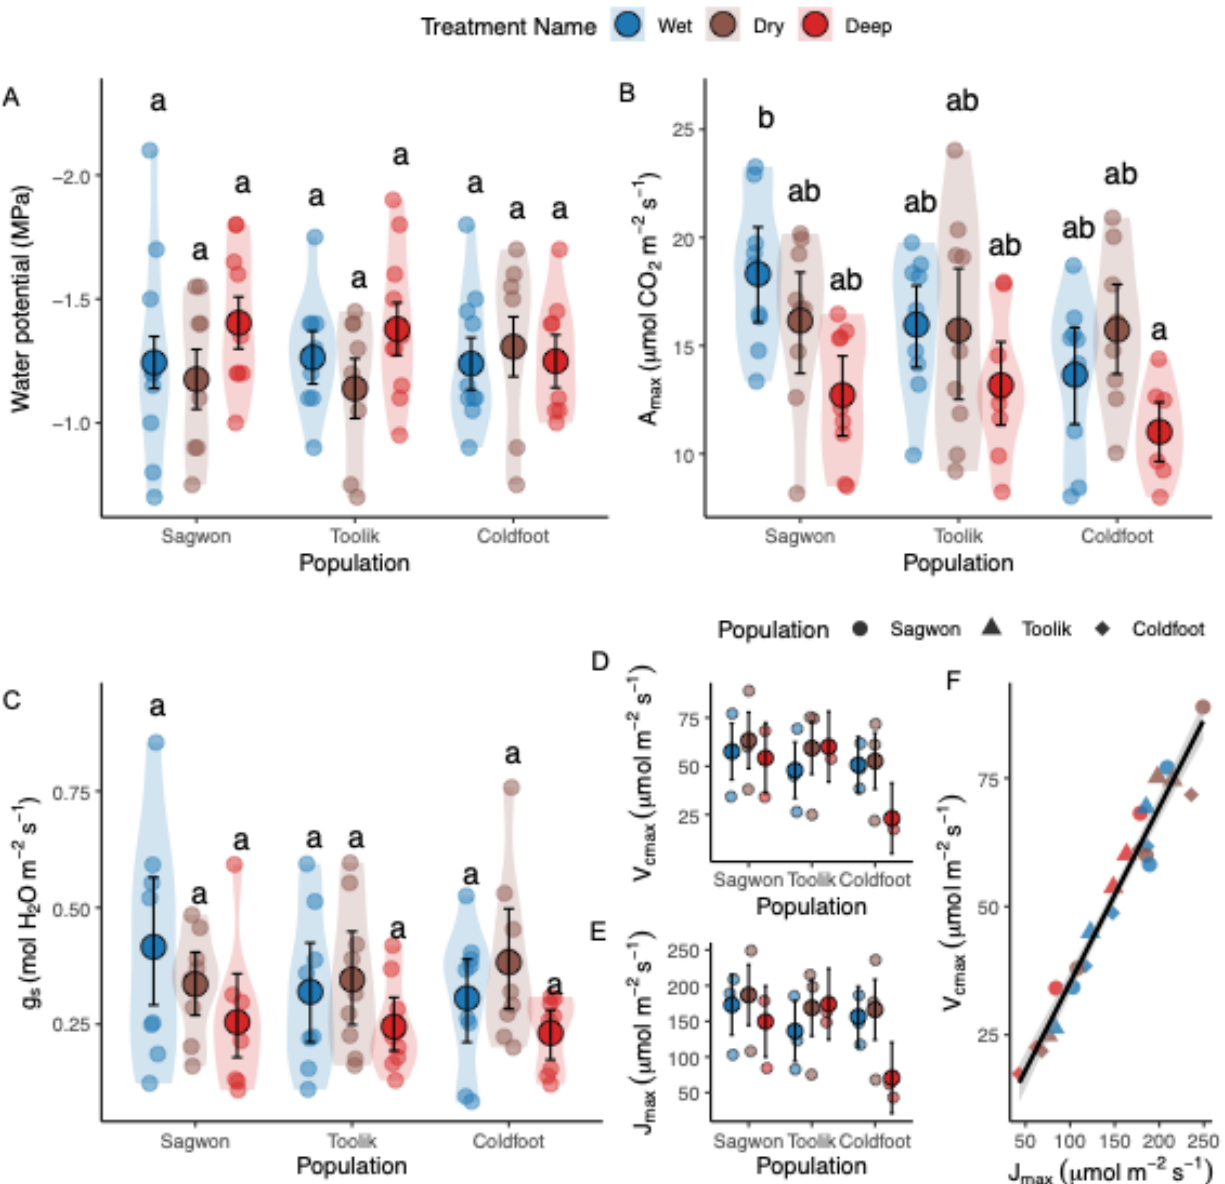 Treatment Name Wet Dry Deep
A
a a a a a a a a a
Water potential (MPa)
−2.0
−1.5
−1.0
Sagwon Toolik Coldfoot
Population
B
b ab ab ab ab ab ab ab a
Amax (μmol CO2 m−2 s−1)
25
20
15
10
Sagwon Toolik Coldfoot
Population
Population Sagwon Toolik Coldfoot
C
a a a a a a a a a
gs (mol H2O m−2 s−1)
0.75
0.50
0.25
Sagwon Toolik Coldfoot
Population
D
Vcmax (μmol m−2 s−1)
75
50
25
Sagwon Toolik Coldfoot
Population
E
Jmax (μmol m−2 s−1)
250
200
150
100
50
Sagwon Toolik Coldfoot
Population
F
Vcmax (μmol m−2 s−1)
75
50
25
50 100 150 200 250
Jmax (μmol m−2 s−1)